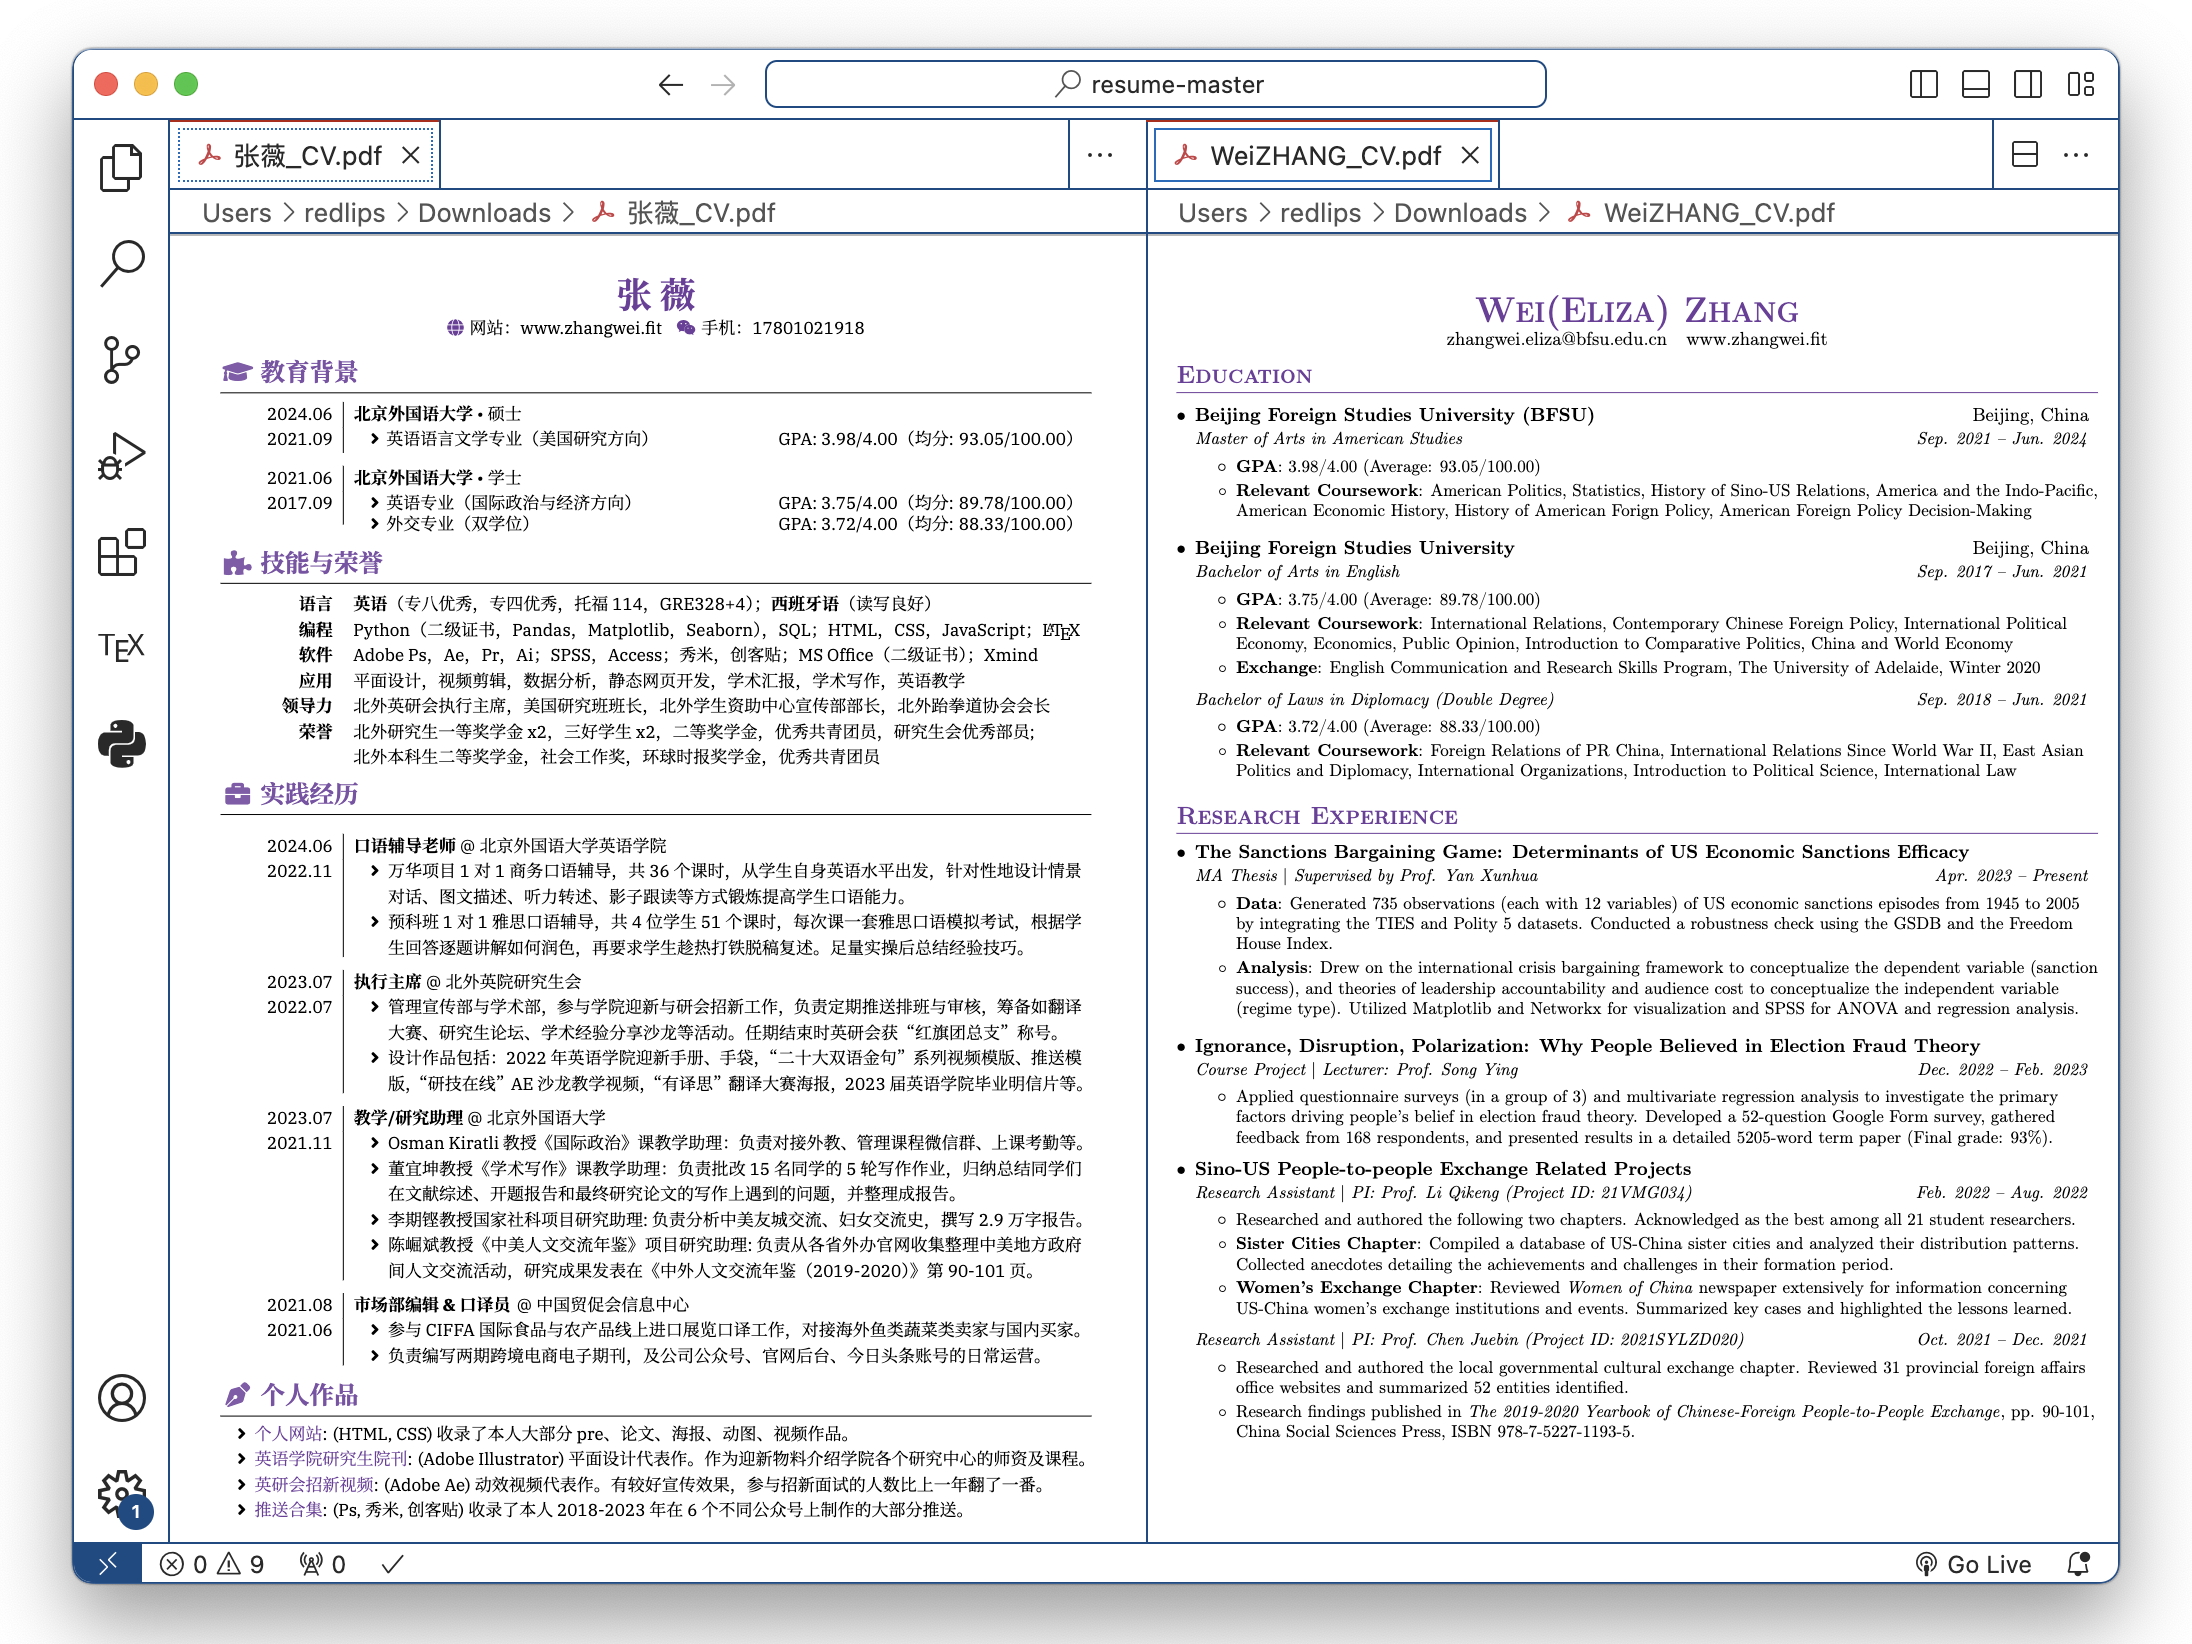 resume-master
张薇_CV.pdf
WeiZHANG_CV.pdf
Users > redlips > Downloads > 张薇_CV.pdf
Users > redlips > Downloads > WeiZHANG_CV.pdf
TEX
1
张 薇
网站：www.zhangwei.fit 手机：17801021918
教育背景
2024.06 北京外国语大学 • 硕士
2021.09 英语语言文学专业（美国研究方向） GPA: 3.98/4.00（均分: 93.05/100.00）
2021.06 北京外国语大学 • 学士
2017.09 英语专业（国际政治与经济方向） GPA: 3.75/4.00（均分: 89.78/100.00）
外交专业（双学位） GPA: 3.72/4.00（均分: 88.33/100.00）
技能与荣誉
语言 英语（专八优秀，专四优秀，托福 114，GRE328+4）；西班牙语（读写良好）
编程 Python（二级证书，Pandas，Matplotlib，Seaborn），SQL；HTML，CSS，JavaScript；LATEX
软件 Adobe Ps，Ae，Pr，Ai；SPSS，Access；秀米，创客贴；MS Office（二级证书）；Xmind
应用 平面设计，视频剪辑，数据分析，静态网页开发，学术汇报，学术写作，英语教学
领导力 北外英研会执行主席，美国研究班班长，北外学生资助中心宣传部部长，北外跆拳道协会会长
荣誉 北外研究生一等奖学金 x2，三好学生 x2，二等奖学金，优秀共青团员，研究生会优秀部员；
北外本科生二等奖学金，社会工作奖，环球时报奖学金，优秀共青团员
实践经历
2024.06 口语辅导老师 @ 北京外国语大学英语学院
2022.11 万华项目 1 对 1 商务口语辅导，共 36 个课时，从学生自身英语水平出发，针对性地设计情景
对话、图文描述、听力转述、影子跟读等方式锻炼提高学生口语能力。
预科班 1 对 1 雅思口语辅导，共 4 位学生 51 个课时，每次课一套雅思口语模拟考试，根据学
生回答逐题讲解如何润色，再要求学生趁热打铁脱稿复述。足量实操后总结经验技巧。
2023.07 执行主席 @ 北外英院研究生会
2022.07 管理宣传部与学术部，参与学院迎新与研会招新工作，负责定期推送排班与审核，筹备如翻译
大赛、研究生论坛、学术经验分享沙龙等活动。任期结束时英研会获“红旗团总支”称号。
设计作品包括：2022 年英语学院迎新手册、手袋，“二十大双语金句”系列视频模版、推送模
版，“研技在线”AE 沙龙教学视频，“有译思”翻译大赛海报，2023 届英语学院毕业明信片等。
2023.07 教学/研究助理 @ 北京外国语大学
2021.11 Osman Kiratli 教授《国际政治》课教学助理：负责对接外教、管理课程微信群、上课考勤等。
董宜坤教授《学术写作》课教学助理：负责批改 15 名同学的 5 轮写作作业，归纳总结同学们
在文献综述、开题报告和最终研究论文的写作上遇到的问题，并整理成报告。
李期铿教授国家社科项目研究助理: 负责分析中美友城交流、妇女交流史，撰写 2.9 万字报告。
陈崛斌教授《中美人文交流年鉴》项目研究助理: 负责从各省外办官网收集整理中美地方政府
间人文交流活动，研究成果发表在《中外人文交流年鉴（2019-2020）》第 90-101 页。
2021.08 市场部编辑 & 口译员 @ 中国贸促会信息中心
2021.06 参与 CIFFA 国际食品与农产品线上进口展览口译工作，对接海外鱼类蔬菜类卖家与国内买家。
负责编写两期跨境电商电子期刊，及公司公众号、官网后台、今日头条账号的日常运营。
个人作品
个人网站: (HTML, CSS) 收录了本人大部分 pre、论文、海报、动图、视频作品。
英语学院研究生院刊: (Adobe Illustrator) 平面设计代表作。作为迎新物料介绍学院各个研究中心的师资及课程。
英研会招新视频: (Adobe Ae) 动效视频代表作。有较好宣传效果，参与招新面试的人数比上一年翻了一番。
推送合集: (Ps, 秀米, 创客贴) 收录了本人 2018-2023 年在 6 个不同公众号上制作的大部分推送。
WEI(ELIZA) ZHANG
zhangwei.eliza@bfsu.edu.cn www.zhangwei.fit
EDUCATION
• Beijing Foreign Studies University (BFSU) Beijing, China
Master of Arts in American Studies Sep. 2021 – Jun. 2024
GPA: 3.98/4.00 (Average: 93.05/100.00)
Relevant Coursework: American Politics, Statistics, History of Sino-US Relations, America and the Indo-Pacific,
American Economic History, History of American Forign Policy, American Foreign Policy Decision-Making
• Beijing Foreign Studies University Beijing, China
Bachelor of Arts in English Sep. 2017 – Jun. 2021
GPA: 3.75/4.00 (Average: 89.78/100.00)
Relevant Coursework: International Relations, Contemporary Chinese Foreign Policy, International Political
Economy, Economics, Public Opinion, Introduction to Comparative Politics, China and World Economy
Exchange: English Communication and Research Skills Program, The University of Adelaide, Winter 2020
Bachelor of Laws in Diplomacy (Double Degree) Sep. 2018 – Jun. 2021
GPA: 3.72/4.00 (Average: 88.33/100.00)
Relevant Coursework: Foreign Relations of PR China, International Relations Since World War II, East Asian
Politics and Diplomacy, International Organizations, Introduction to Political Science, International Law
RESEARCH EXPERIENCE
• The Sanctions Bargaining Game: Determinants of US Economic Sanctions Efficacy
MA Thesis | Supervised by Prof. Yan Xunhua Apr. 2023 – Present
Data: Generated 735 observations (each with 12 variables) of US economic sanctions episodes from 1945 to 2005
by integrating the TIES and Polity 5 datasets. Conducted a robustness check using the GSDB and the Freedom
House Index.
Analysis: Drew on the international crisis bargaining framework to conceptualize the dependent variable (sanction
success), and theories of leadership accountability and audience cost to conceptualize the independent variable
(regime type). Utilized Matplotlib and Networkx for visualization and SPSS for ANOVA and regression analysis.
• Ignorance, Disruption, Polarization: Why People Believed in Election Fraud Theory
Course Project | Lecturer: Prof. Song Ying Dec. 2022 – Feb. 2023
Applied questionnaire surveys (in a group of 3) and multivariate regression analysis to investigate the primary
factors driving people's belief in election fraud theory. Developed a 52-question Google Form survey, gathered
feedback from 168 respondents, and presented results in a detailed 5205-word term paper (Final grade: 93%).
• Sino-US People-to-people Exchange Related Projects
Research Assistant | PI: Prof. Li Qikeng (Project ID: 21VMG034) Feb. 2022 – Aug. 2022
Researched and authored the following two chapters. Acknowledged as the best among all 21 student researchers.
Sister Cities Chapter: Compiled a database of US-China sister cities and analyzed their distribution patterns.
Collected anecdotes detailing the achievements and challenges in their formation period.
Women's Exchange Chapter: Reviewed Women of China newspaper extensively for information concerning
US-China women's exchange institutions and events. Summarized key cases and highlighted the lessons learned.
Research Assistant | PI: Prof. Chen Juebin (Project ID: 2021SYLZD020) Oct. 2021 – Dec. 2021
Researched and authored the local governmental cultural exchange chapter. Reviewed 31 provincial foreign affairs
office websites and summarized 52 entities identified.
Research findings published in The 2019-2020 Yearbook of Chinese-Foreign People-to-People Exchange, pp. 90-101,
China Social Sciences Press, ISBN 978-7-5227-1193-5.
0 9 0 Go Live